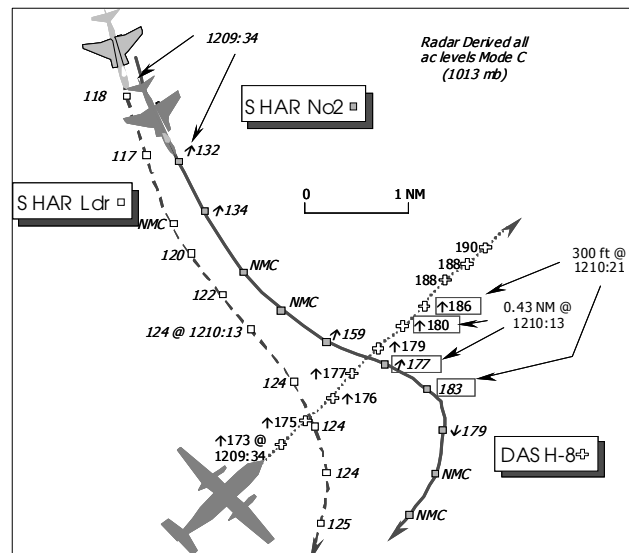 1209:34
Radar Derived all
ac levels Mode C
(1013 mb)
118
SHAR No2
↑132
117
0 1 NM
SHAR Ldr
↑134
NMC
120
NMC
190
188
300 ft @
1210:21
188
122
NMC
↑186
124 @ 1210:13
↑180
0.43 NM @
1210:13
↑159
↑179
↑177
↑177
124
183
↑176
↑175
124
↓179
↑173 @
1209:34
DASH-8
124
NMC
125
NMC